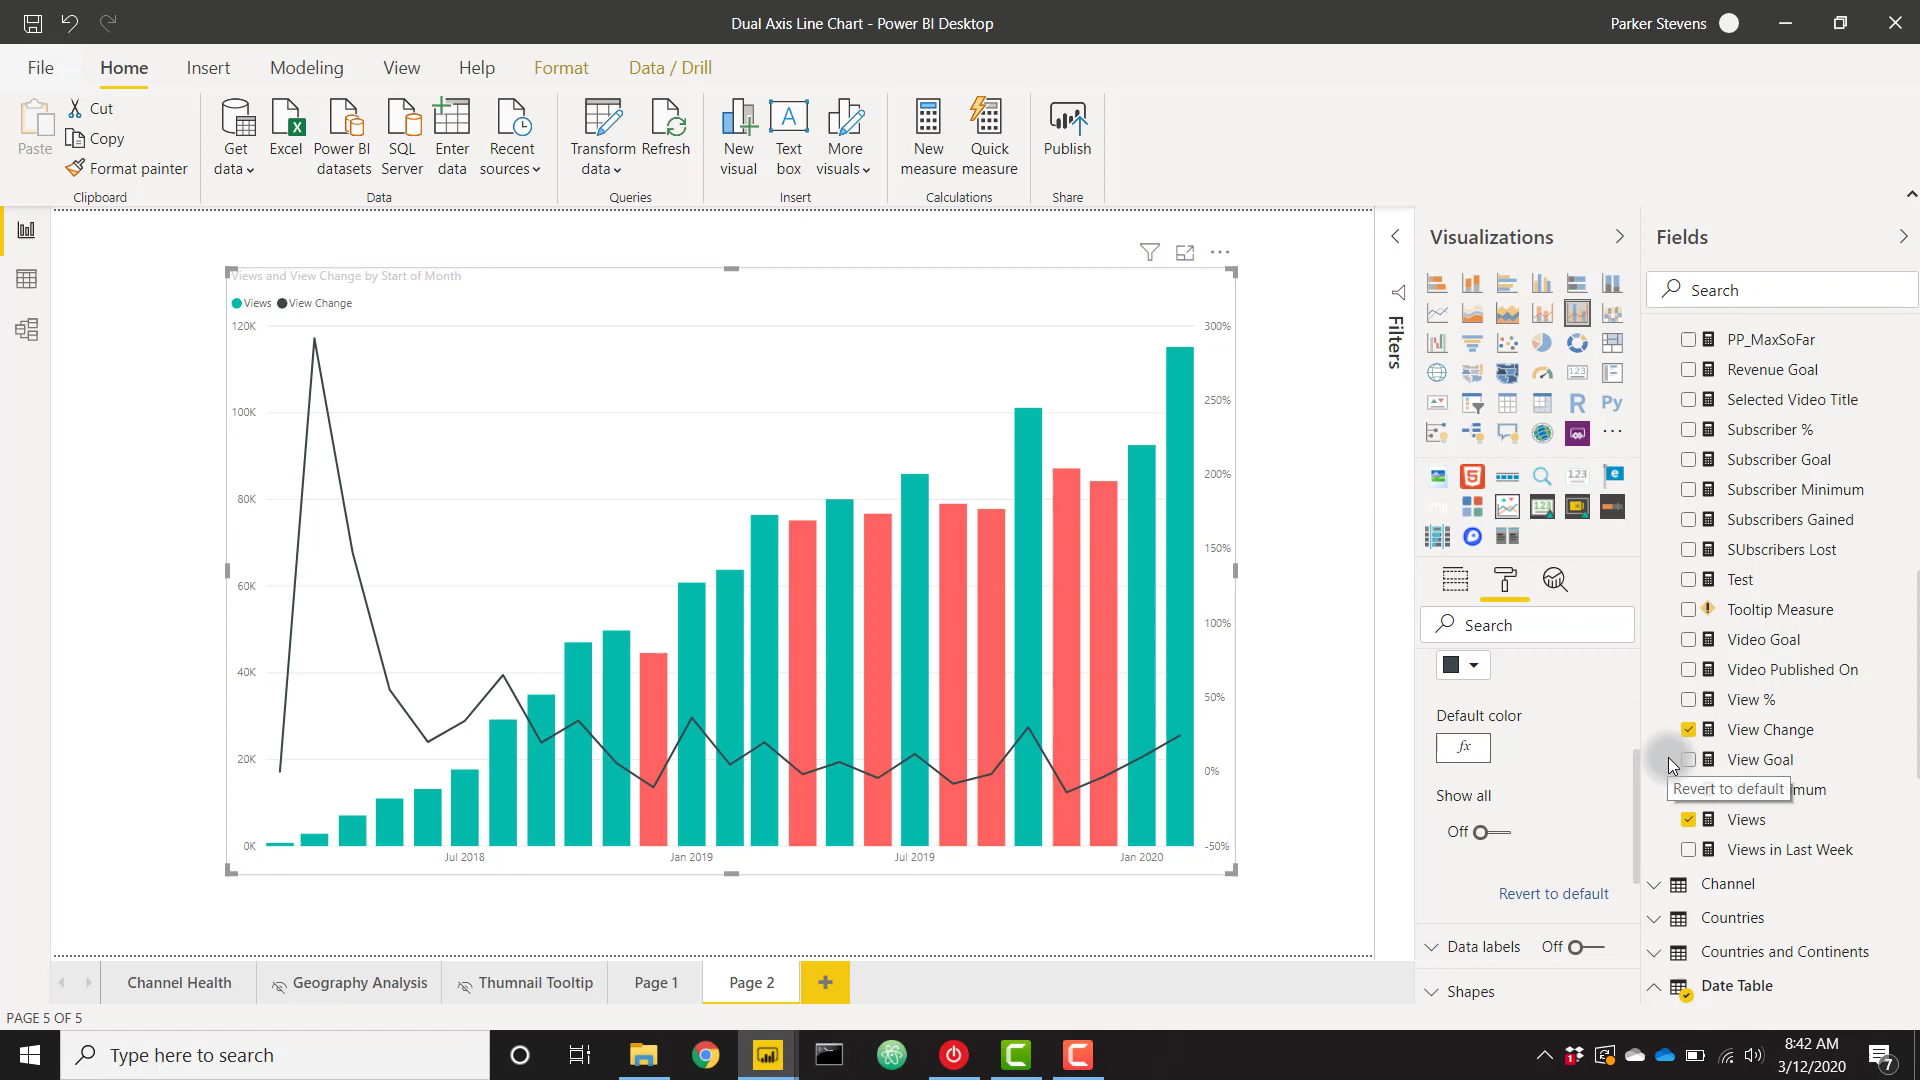 Dual Axis Line Chart - Power BI Desktop
Parker Stevens
File
Home
Insert
Modeling
View
Help
Format
Data / Drill
Paste
Cut
Copy
Format painter
Clipboard
Get
data
Excel
Power BI
datasets
SQL
Server
Enter
data
Recent
sources
Data
Transform
data
Refresh
Queries
New
visual
Text
box
More
visuals
Insert
New
measure
Quick
measure
Calculations
Publish
Share
Views and View Change by Start of Month
Views
View Change
120K
100K
80K
60K
40K
20K
0K
300%
250%
200%
150%
100%
50%
0%
-50%
Jul 2018
Jan 2019
Jul 2019
Jan 2020
Filters
Visualizations
R
Py
123
Search
Default color
fx
Show all
Off
Revert to default
Data labels
Off
Shapes
Fields
Search
PP_MaxSoFar
Revenue Goal
Selected Video Title
Subscriber %
Subscriber Goal
Subscriber Minimum
Subscribers Gained
SUbscribers Lost
Test
Tooltip Measure
Video Goal
Video Published On
View %
View Change
View Goal
Revert to default
mum
Views
Views in Last Week
Channel
Countries
Countries and Continents
Date Table
Channel Health
Geography Analysis
Thumnail Tooltip
Page 1
Page 2
PAGE 5 OF 5
Type here to search
8:42 AM
3/12/2020
7